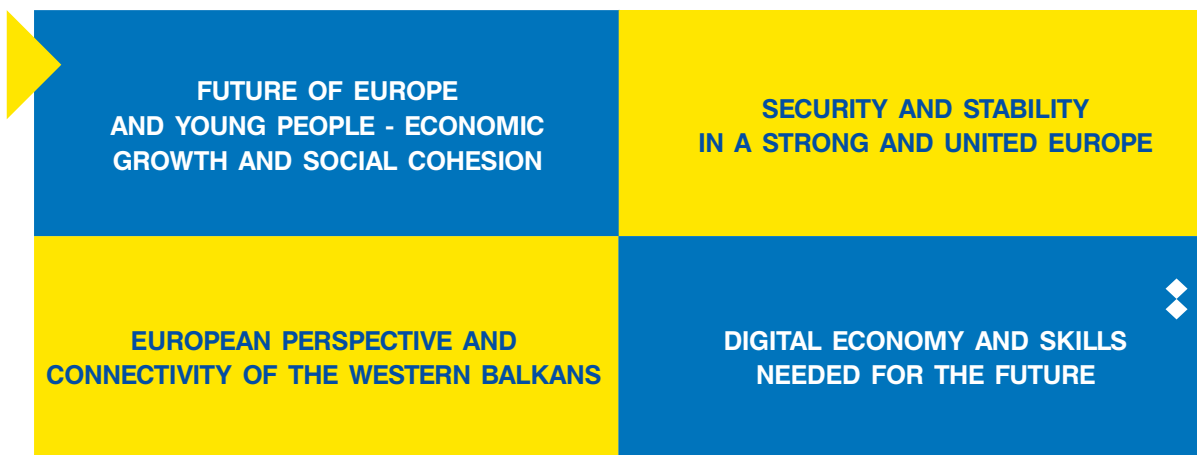 FUTURE OF EUROPE
AND YOUNG PEOPLE - ECONOMIC
GROWTH AND SOCIAL COHESION
SECURITY AND STABILITY
IN A STRONG AND UNITED EUROPE
EUROPEAN PERSPECTIVE AND
CONNECTIVITY OF THE WESTERN BALKANS
DIGITAL ECONOMY AND SKILLS
NEEDED FOR THE FUTURE